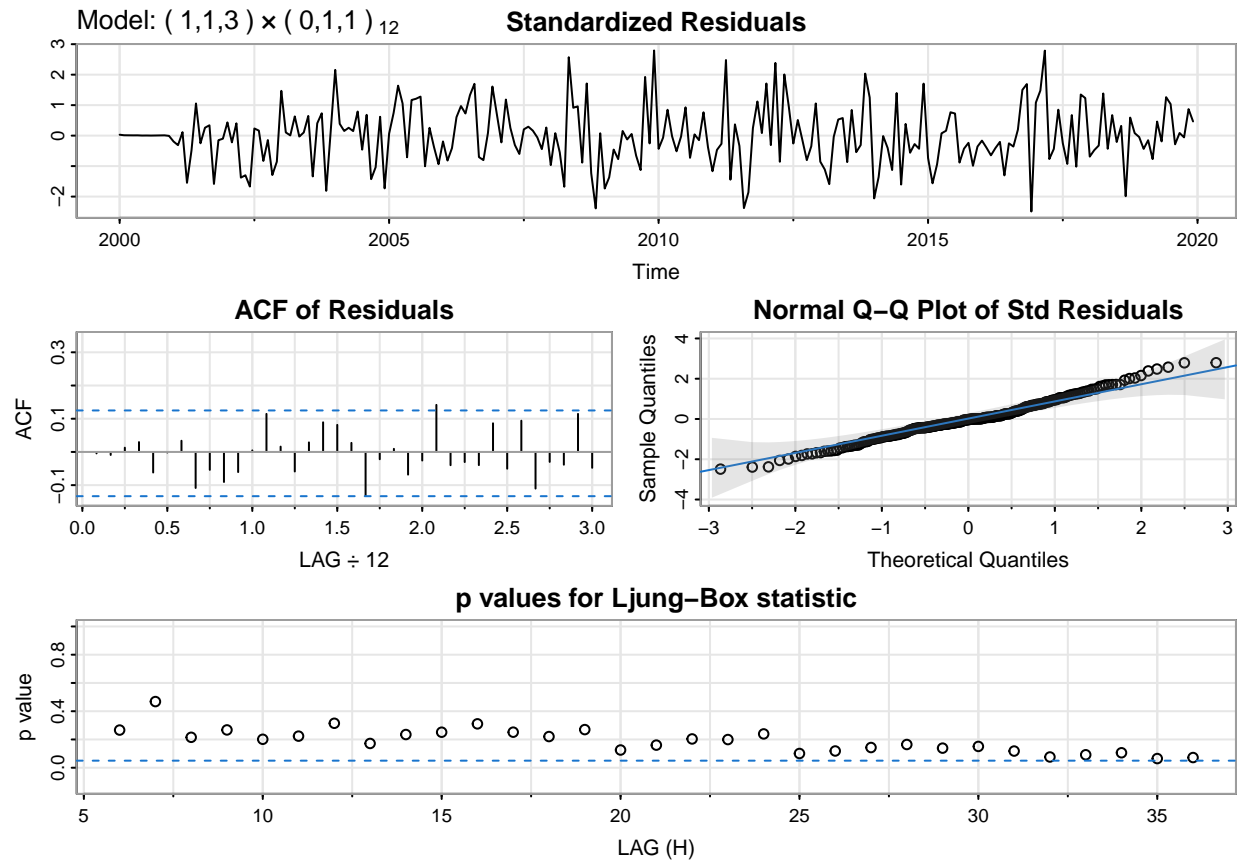 Model: ( 1,1,3 ) × ( 0,1,1 ) 12
Standardized Residuals
3
2
1
0
−2
2000 2005 2010 2015 2020
Time
ACF of Residuals
0.3
0.1
−0.1
ACF
0.0 0.5 1.0 1.5 2.0 2.5 3.0
LAG ÷ 12
Normal Q−Q Plot of Std Residuals
4
2
0
−2
−4
Sample Quantiles
−3 −2 −1 0 1 2 3
Theoretical Quantiles
p values for Ljung−Box statistic
0.8
0.4
0.0
p value
5 10 15 20 25 30 35
LAG (H)